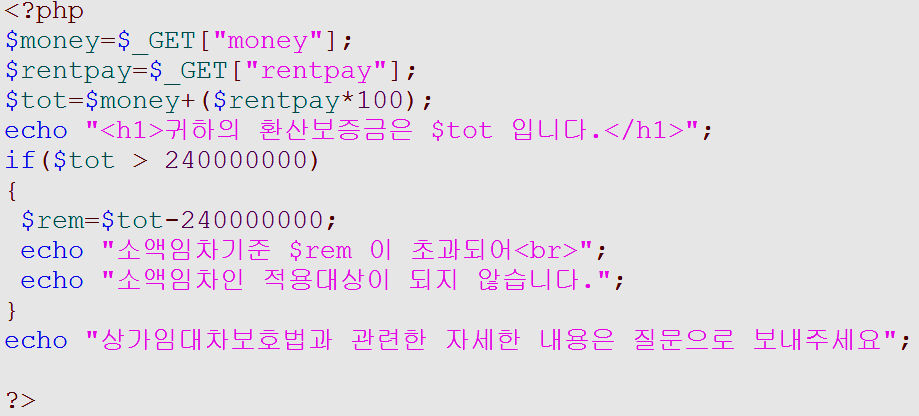 <?php
$money=$_GET["money"];
$rentpay=$_GET["rentpay"];
$tot=$money+($rentpay*100);
echo "<h1>귀하의 환산보증금은 $tot 입니다.</h1>";
if($tot > 240000000)
{
 $rem=$tot-240000000;
 echo "소액임차기준 $rem 이 초과되어<br>";
 echo "소액임차인 적용대상이 되지 않습니다.";
}
echo "상가임대차보호법과 관련한 자세한 내용은 질문으로 보내주세요";
?>